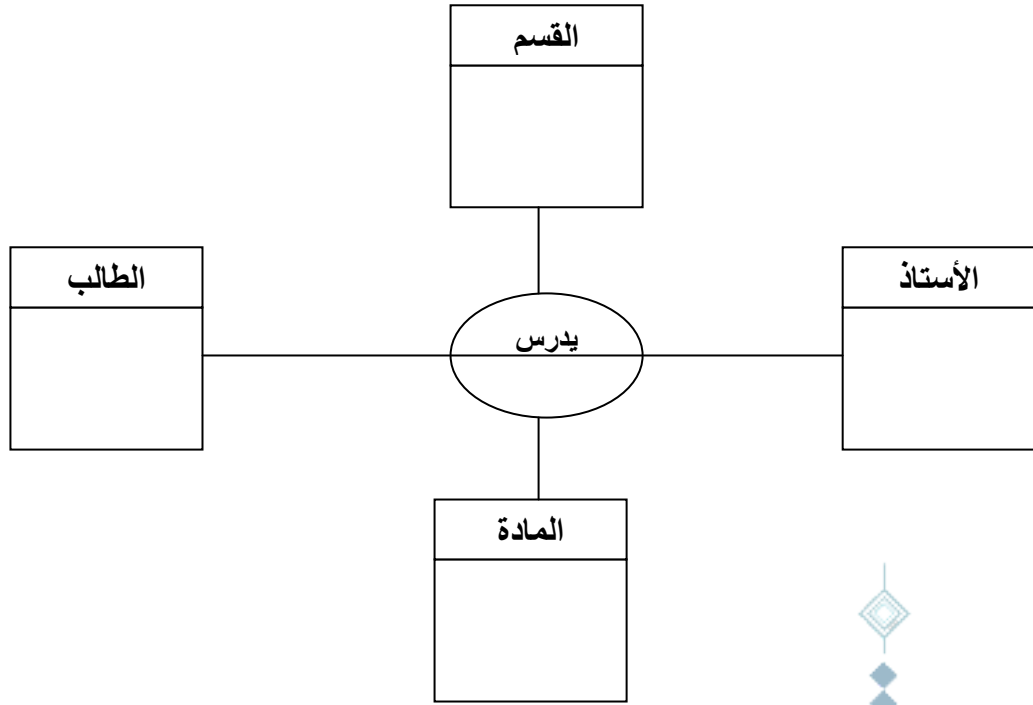 القسم
الأستاذ
الطالب
يدرس
المادة